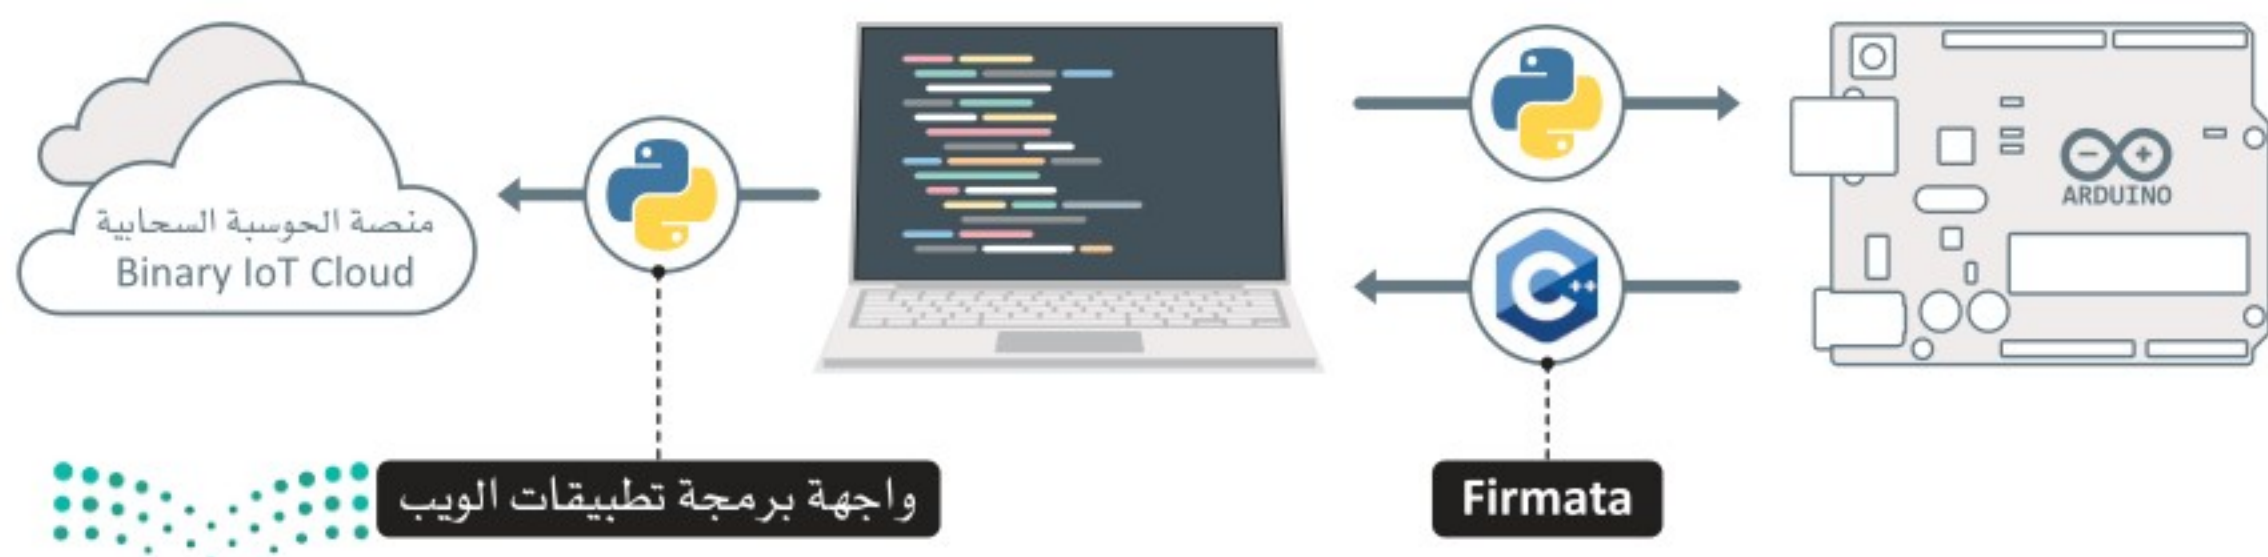 منصة الحوسبة السحابية
Binary IoT Cloud
C++
ARDUINO
واجهة برمجة تطبيقات الويب
Firmata